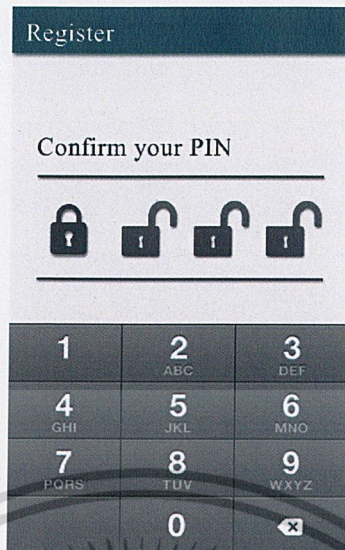 Register
Confirm your PIN
1 2 3
ABC DEF
4 5 6
GHI JKL MNO
7 8 9
PQRS TUV WXYZ
0